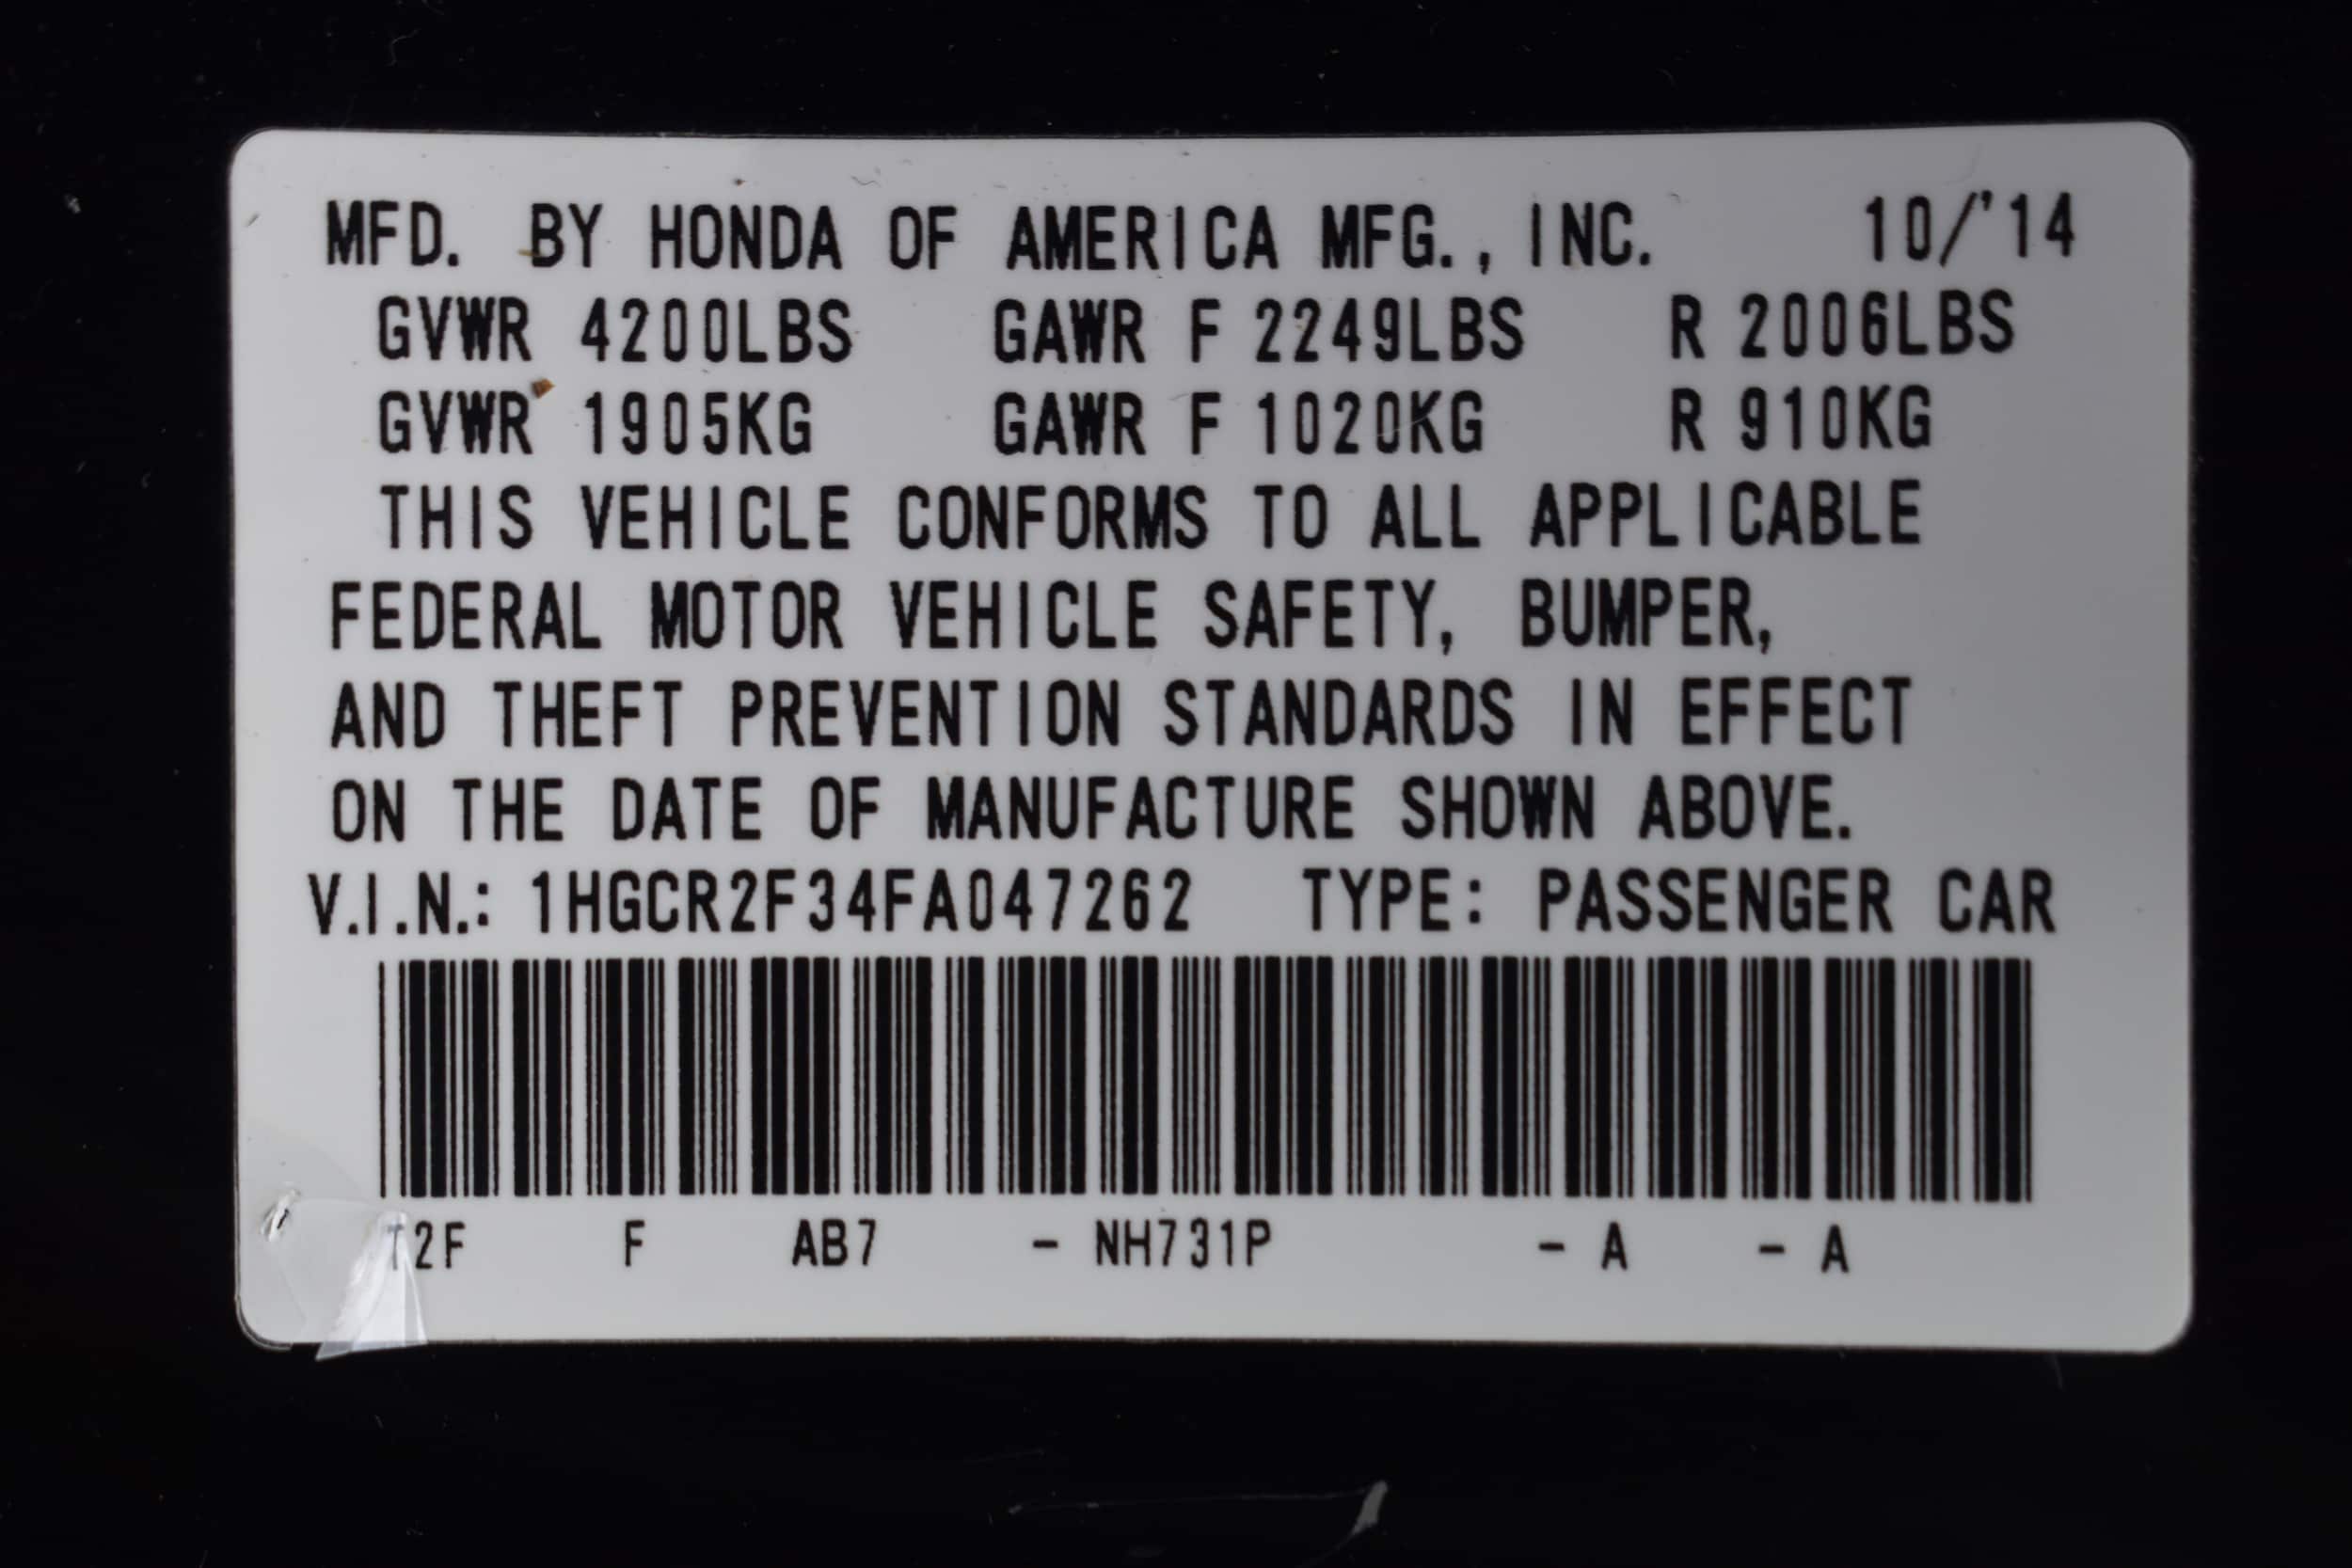 MFD. BY HONDA OF AMERICA MFG., INC. 10/'14
GVWR 4200LBS GAWR F 2249LBS R 2006LBS
GVWR 1905KG GAWR F 1020KG R 910KG
THIS VEHICLE CONFORMS TO ALL APPLICABLE
FEDERAL MOTOR VEHICLE SAFETY, BUMPER,
AND THEFT PREVENTION STANDARDS IN EFFECT
ON THE DATE OF MANUFACTURE SHOWN ABOVE.
V.I.N.: 1HGCR2F34FA047262 TYPE: PASSENGER CAR
T2F F AB7 - NH731P - A - A